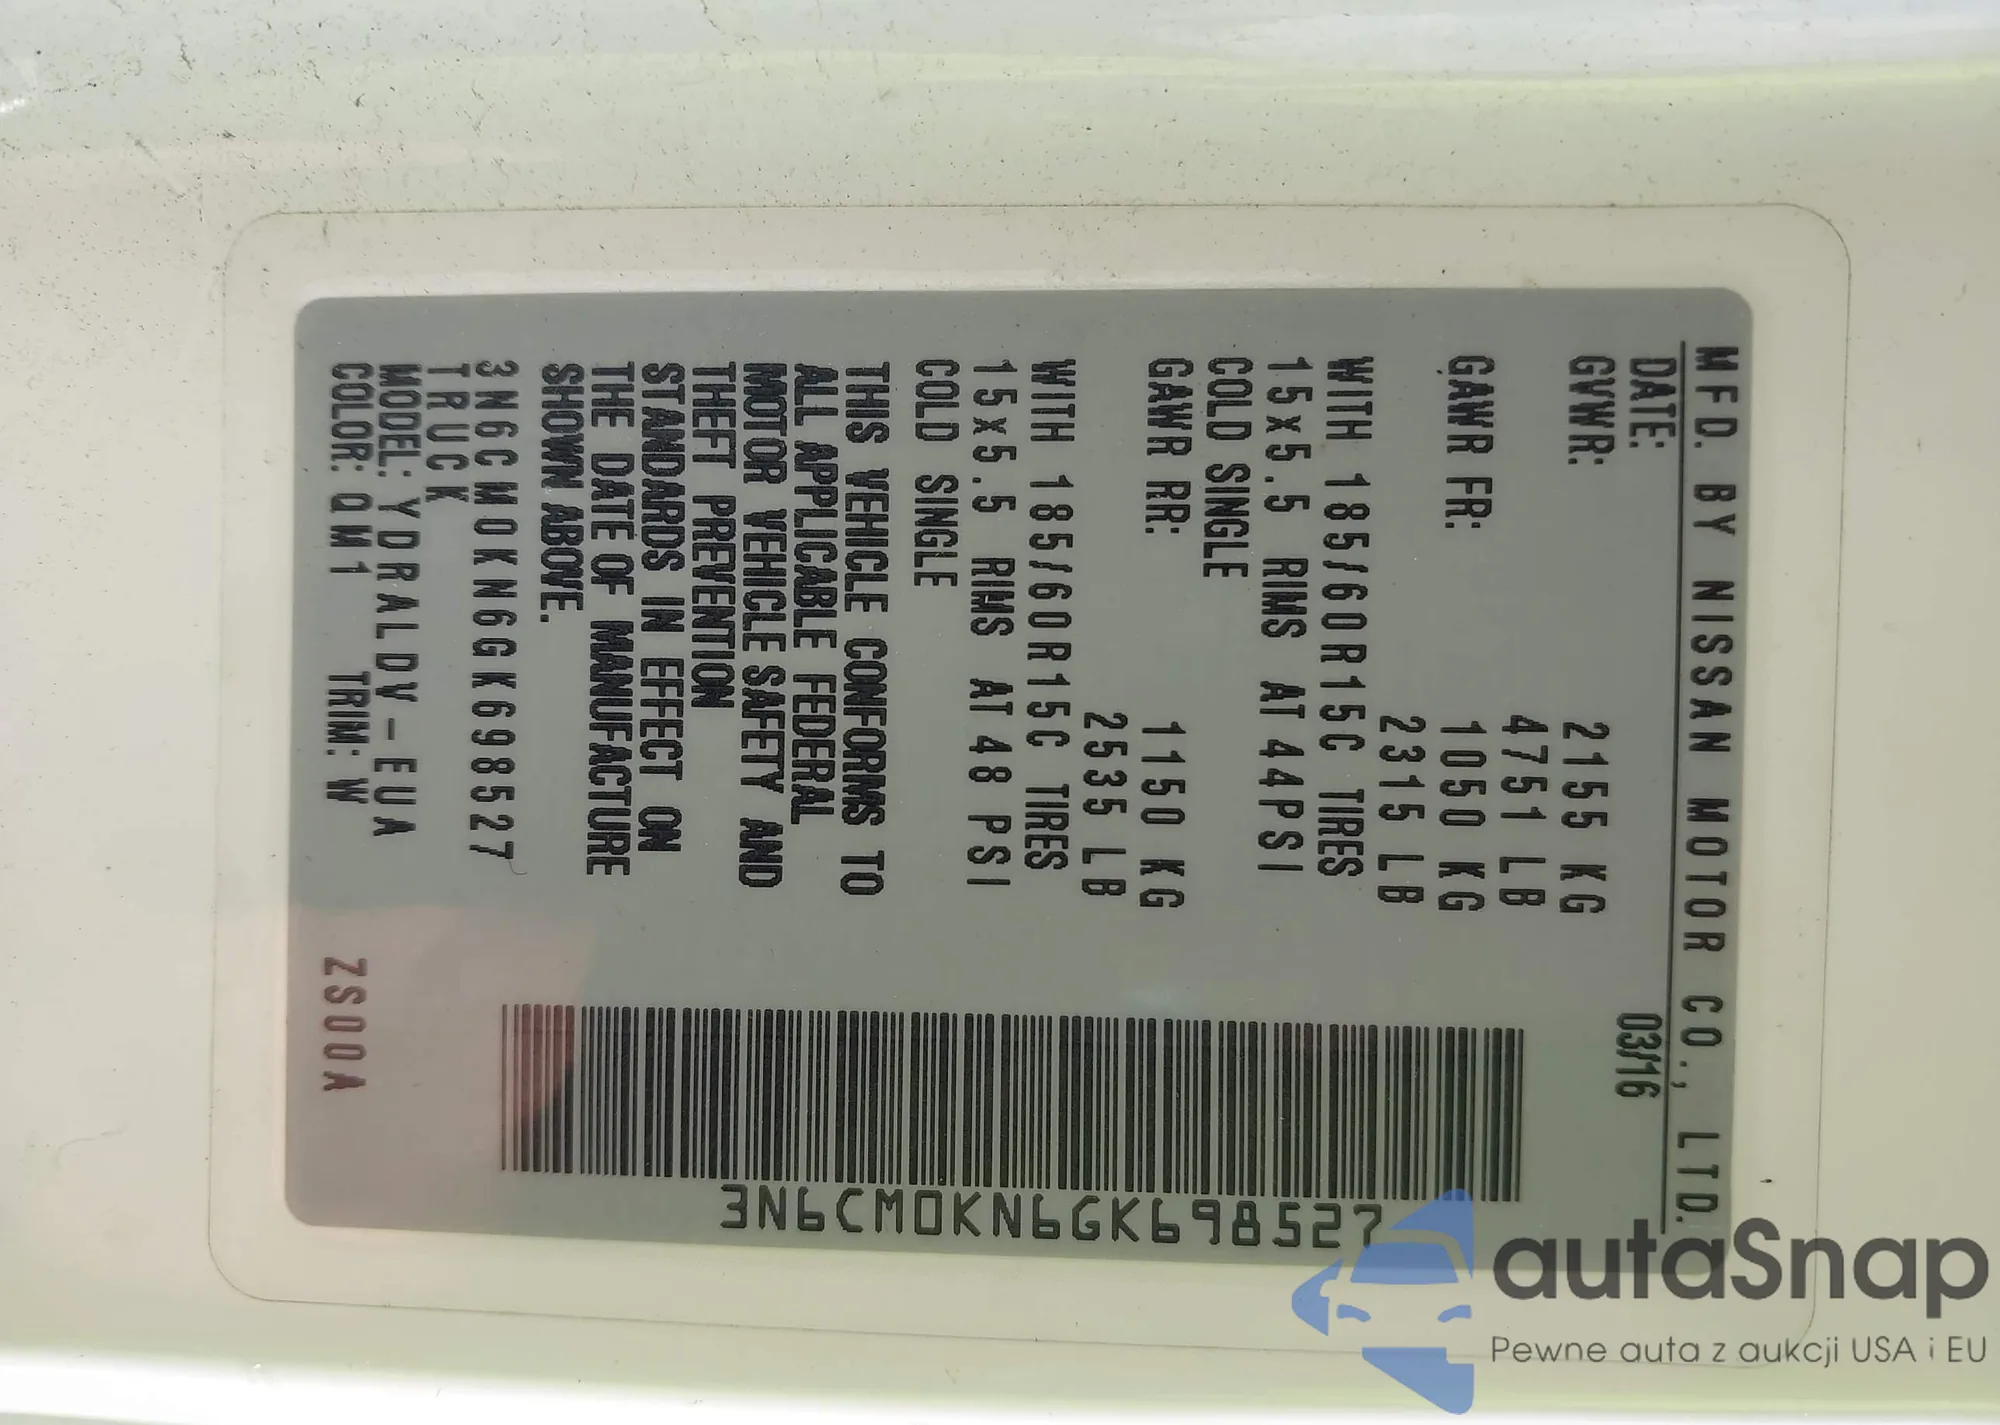 MFD. BY NISSAN MOTOR CO., LTD.
DATE: 03/16
GVWR: 2155 KG
4751 LB
GAWR FR: 1050 KG
2315 LB
WITH 185/60R15C TIRES
15x5.5 RIMS AT 44PSI
COLD SINGLE
GAWR RR: 1150 KG
2535 LB
WITH 185/60R15C TIRES
15x5.5 RIMS AT 48 PSI
COLD SINGLE
THIS VEHICLE CONFORMS TO
ALL APPLICABLE FEDERAL
MOTOR VEHICLE SAFETY AND
THEFT PREVENTION
STANDARDS IN EFFECT ON
THE DATE OF MANUFACTURE
SHOWN ABOVE.
3N6CM0KN6GK698527
TRUCK
MODEL: YDRALDV-EUA
COLOR: QM1 TRIM: W
ZS00A
3N6CM0KN6GK698527
autaSnap
Pewne auta z aukcji USA i EU